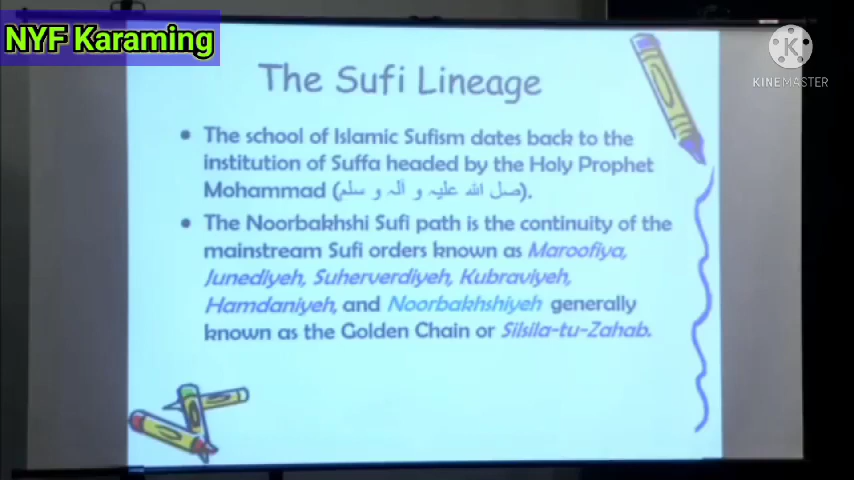 NYF Karaming
K
KINEMASTER
The Sufi Lineage
• The school of Islamic Sufism dates back to the
institution of Suffa headed by the Holy Prophet
Mohammad (صل الله علیہ و آلہ و سلم).
• The Noorbakhshi Sufi path is the continuity of the
mainstream Sufi orders known as Maroofiya,
Junediyeh, Suherverdiyeh, Kubraviyeh,
Hamdaniyeh, and Noorbakhshiyeh generally
known as the Golden Chain or Silsila-tu-Zahab.